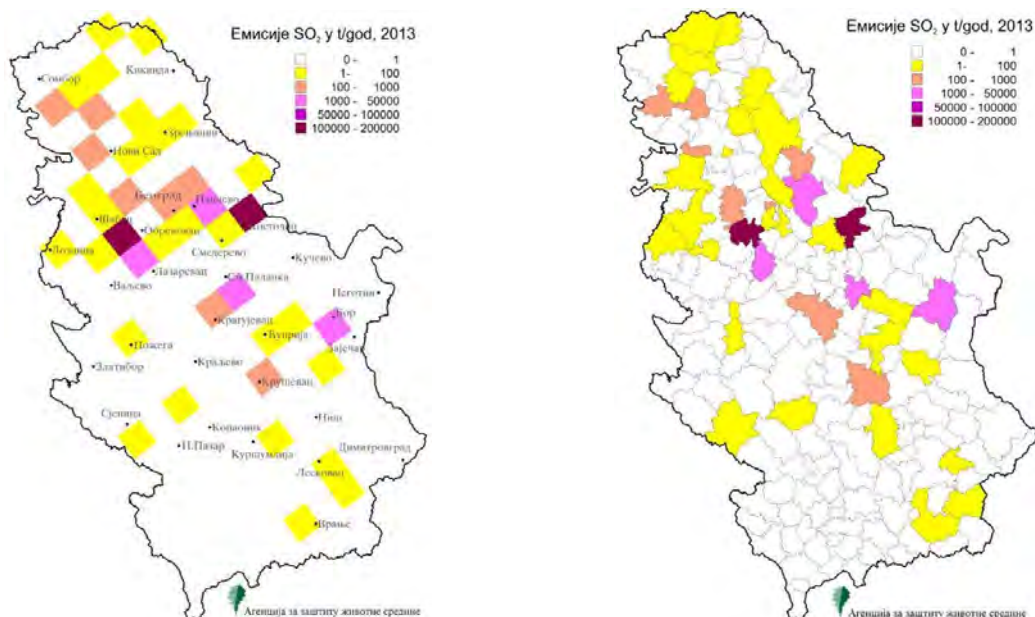 Емисије SO₂ у t/god, 2013
0 - 1
1- 100
100 - 1000
1000 - 50000
50000 - 100000
100000 - 200000
Сомбор
Кикинда
Зрењанин
Нови Сад
Београд
Панчево
Шабац
Обреновац
Костолац
Лозница
Смедерево
Лазаревац
Кучево
Ваљево
См.Паланка
Неготин
Бор
Крагујевац
Ћуприја
Зајечар
Пожега
Златибор
Краљево
Крушевац
Сјеница
Ниш
Копаоник
Н.Пазар
Куршумлија
Димитровград
Лесковац
Врање
Агенција за заштиту животне средине
Емисије SO₂ у t/god, 2013
0 - 1
1- 100
100 - 1000
1000 - 50000
50000 - 100000
100000 - 200000
Агенција за заштиту животне средине